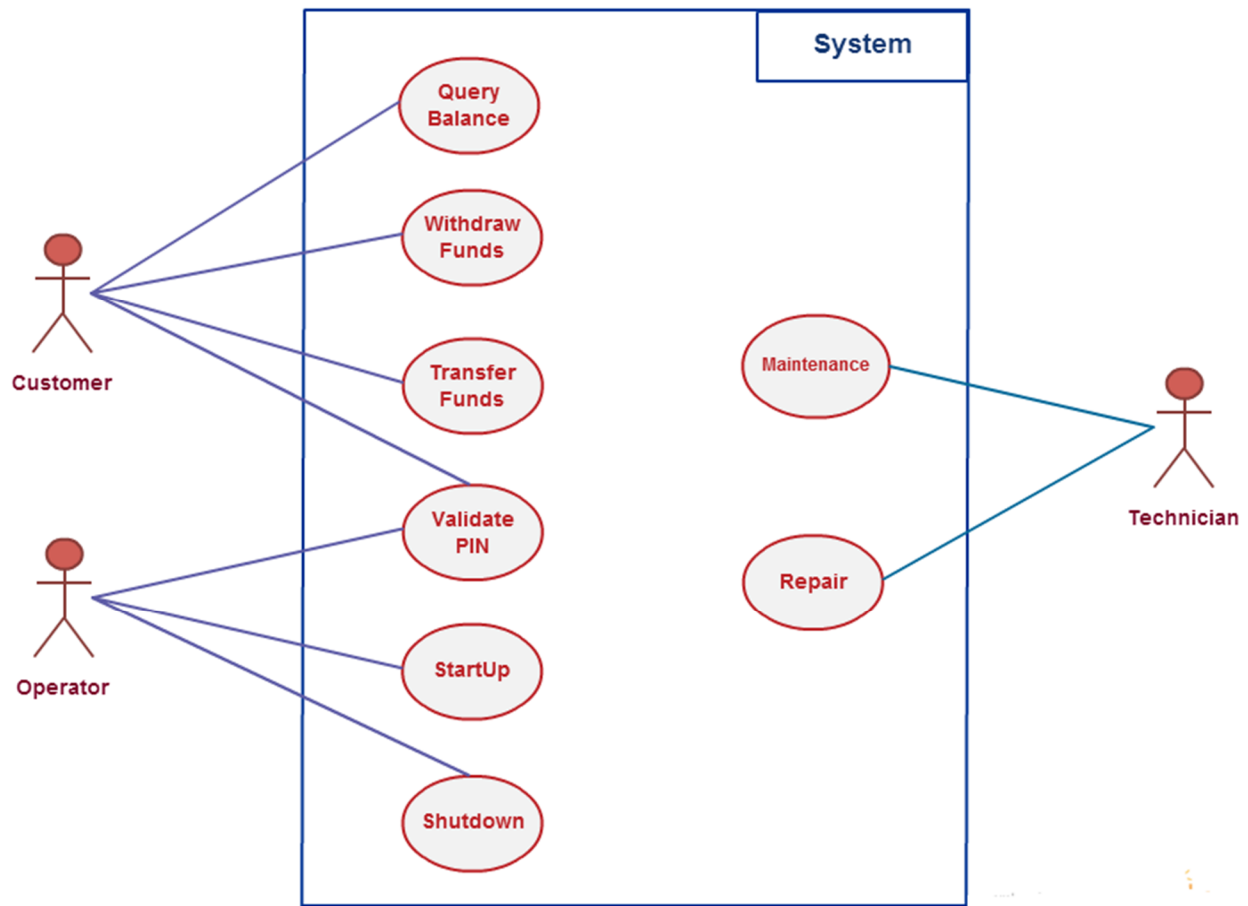 System
Query
Balance
Withdraw
Funds
Customer
Transfer
Funds
Maintenance
Technician
Validate
PIN
Repair
Operator
StartUp
Shutdown